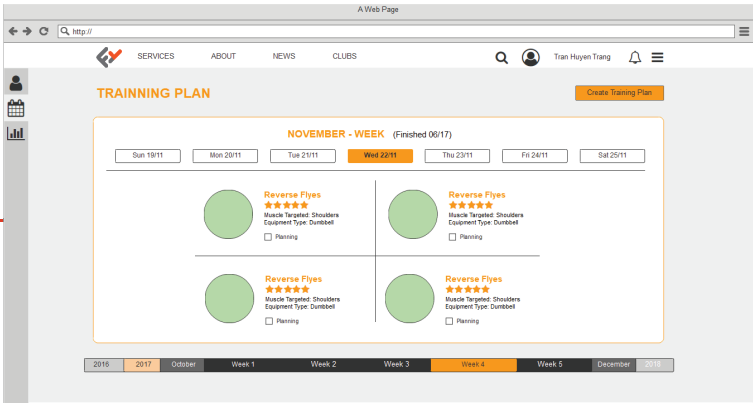 A Web Page
http://
SERVICES ABOUT NEWS CLUBS Tran Huyen Trang
TRAINNING PLAN
Create Training Plan
NOVEMBER - WEEK (Finished 06/17)
Sun 19/11 Mon 20/11 Tue 21/11 Wed 22/11 Thu 23/11 Fri 24/11 Sat 25/11
Reverse Flyes
Muscle Targeted: Shoulders
Equipment Type: Dumbbell
Planning
Reverse Flyes
Muscle Targeted: Shoulders
Equipment Type: Dumbbell
Planning
Reverse Flyes
Muscle Targeted: Shoulders
Equipment Type: Dumbbell
Planning
Reverse Flyes
Muscle Targeted: Shoulders
Equipment Type: Dumbbell
Planning
2016 2017 October Week 1 Week 2 Week 3 Week 4 Week 5 December 2018